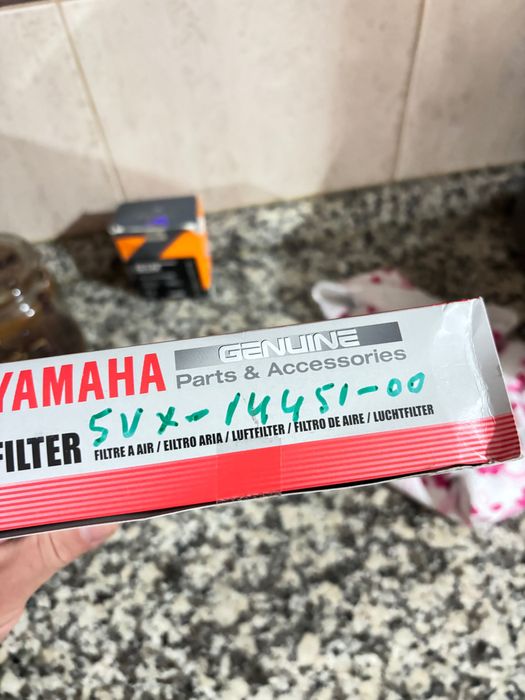 YAMAHA GENUINE
Parts & Accessories
5VX-14451-00
FILTER FILTRE A AIR / EILTRO ARIA / LUFTFILTER / FILTRO DE AIRE / LUCHTFILTER